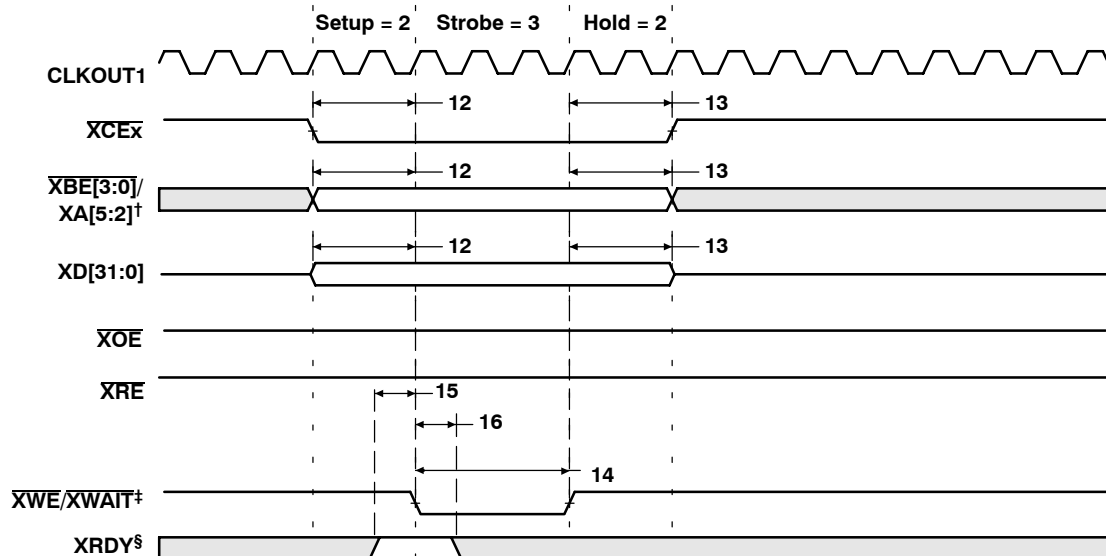 Setup = 2 Strobe = 3 Hold = 2
CLKOUT1
12 13
XCEx
12 13
XBE[3:0]/
XA[5:2]†
12 13
XD[31:0]
XOE
XRE
15
16
14
XWE/XWAIT‡
XRDY§